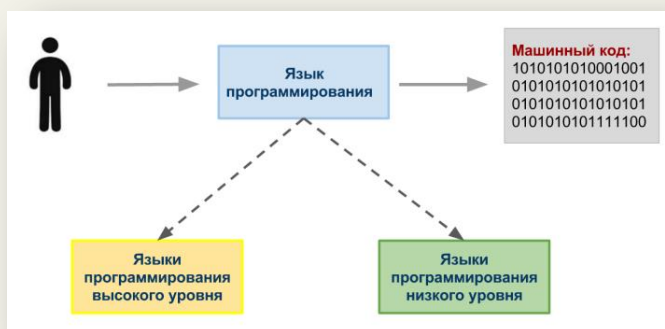 Язык
программирования
Машинный код:
1010101010001001
0101010101010101
0101010101010101
0101010101111100
Языки
программирования
высокого уровня
Языки
программирования
низкого уровня